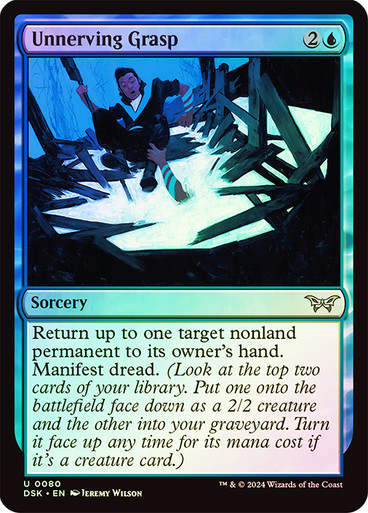 Unnerving Grasp 2
Sorcery
Return up to one target nonland
permanent to its owner's hand.
Manifest dread. (Look at the top two
cards of your library. Put one onto the
battlefield face down as a 2/2 creature
and the other into your graveyard. Turn
it face up any time for its mana cost if
it's a creature card.)
U 0080
DSK • EN Jeremy Wilson
™ & © 2024 Wizards of the Coast